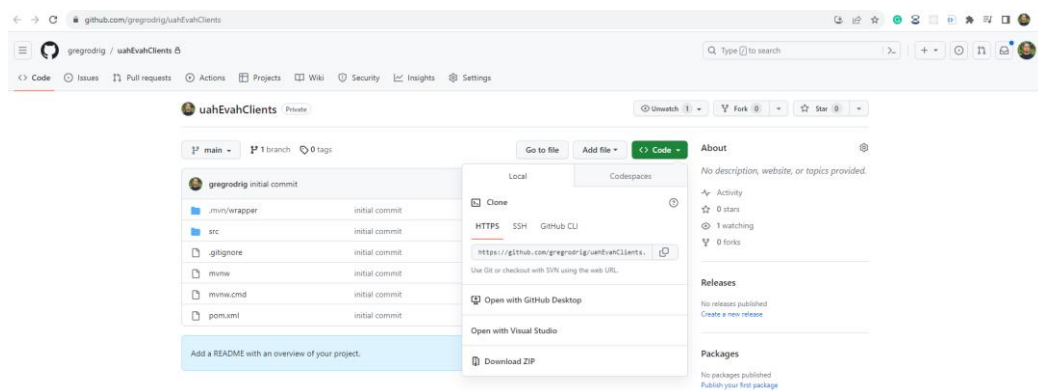 github.com/gregrodrig/uahEvahClients
gregrodrig / uahEvahClients
Type / to search
Code Issues Pull requests Actions Projects Wiki Security Insights Settings
uahEvahClients Private
Unwatch 1 Fork 0 Star 0
main 1 branch 0 tags
Go to file Add file Code
gregrodrig initial commit
.mvn/wrapper initial commit
src initial commit
.gitignore initial commit
mvnw initial commit
mvnw.cmd initial commit
pom.xml initial commit
Add a README with an overview of your project.
Local Codespaces
Clone
HTTPS SSH GitHub CLI
https://github.com/gregrodrig/uahEvahClients.
Use Git or checkout with SVN using the web URL.
Open with GitHub Desktop
Open with Visual Studio
Download ZIP
About
No description, website, or topics provided.
Activity
0 stars
1 watching
0 forks
Releases
No releases published
Create a new release
Packages
No packages published
Publish your first package